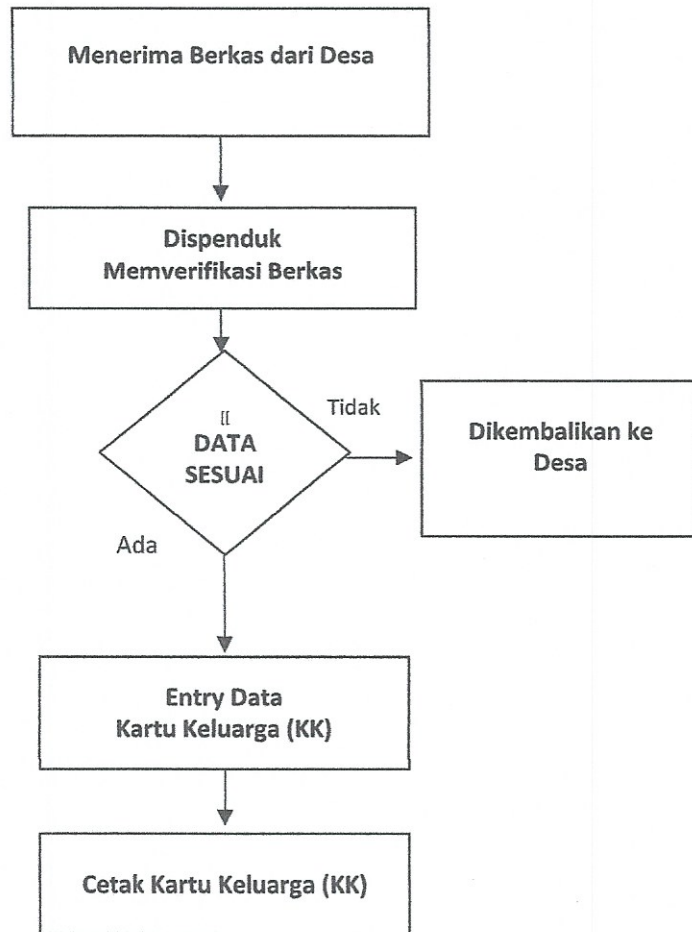 Menerima Berkas dari Desa
Dispenduk
Memverifikasi Berkas
[[
DATA
SESUAI
Tidak
Dikembalikan ke
Desa
Ada
Entry Data
Kartu Keluarga (KK)
Cetak Kartu Keluarga (KK)